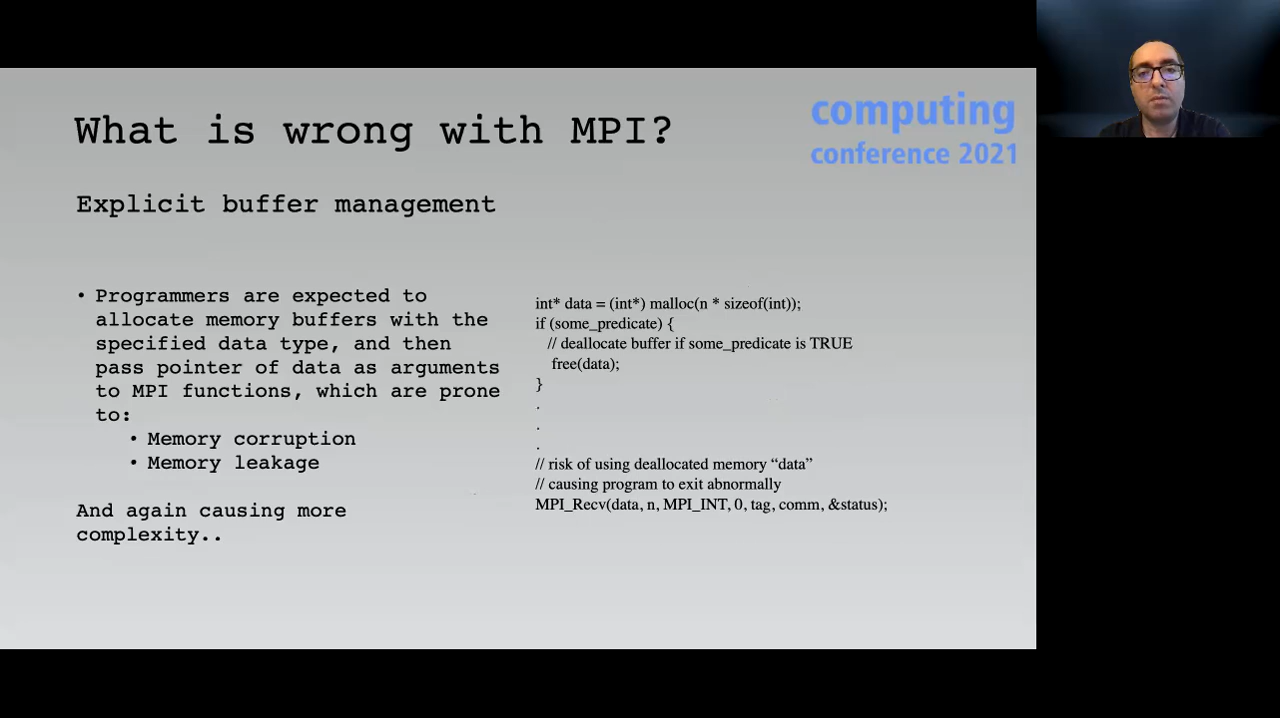 What is wrong with MPI?
computing
conference 2021
Explicit buffer management
• Programmers are expected to
allocate memory buffers with the
specified data type, and then
pass pointer of data as arguments
to MPI functions, which are prone
to:
• Memory corruption
• Memory leakage
And again causing more
complexity..
int* data = (int*) malloc(n * sizeof(int));
if (some_predicate) {
// deallocate buffer if some_predicate is TRUE
free(data);
}
.
.
.
// risk of using deallocated memory “data”
// causing program to exit abnormally
MPI_Recv(data, n, MPI_INT, 0, tag, comm, &status);